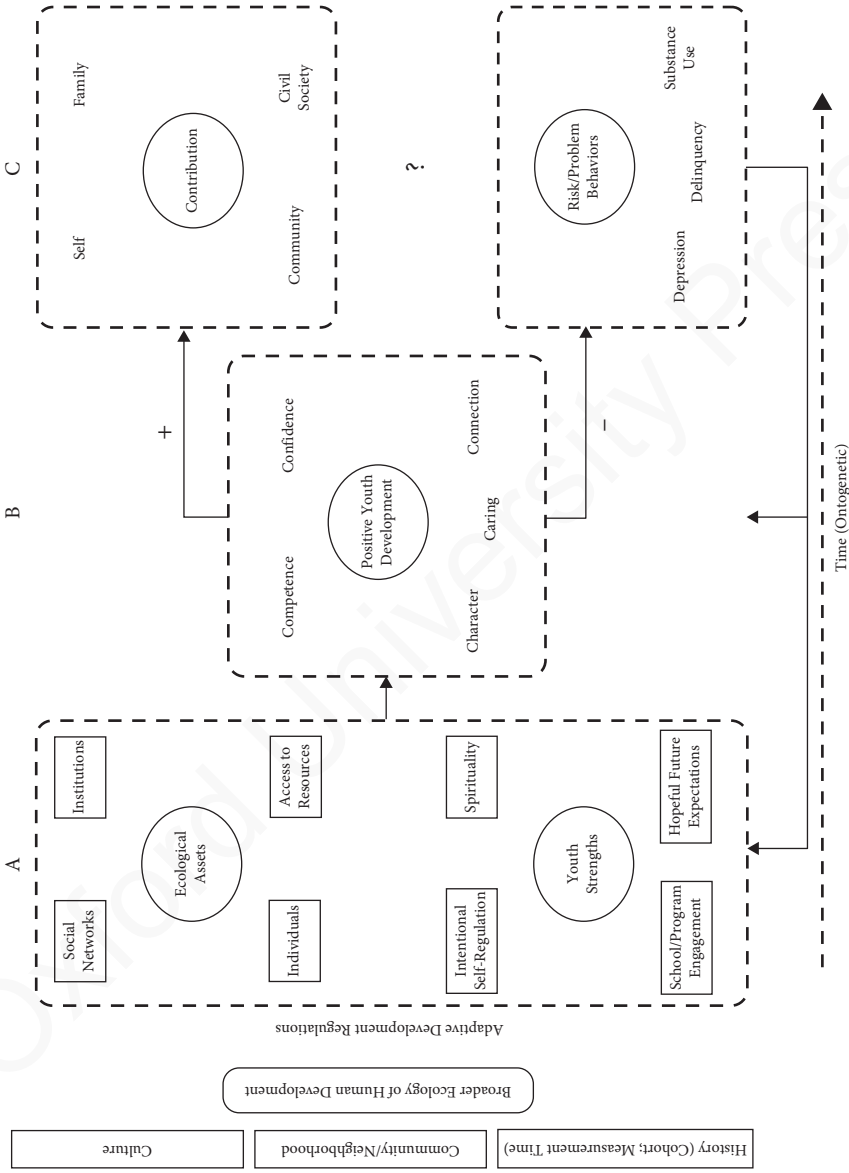 Culture
Community/Neighborhood
History (Cohort; Measurement Time)
Broader Ecology of Human Development
Adaptive Development Regulations
A
Social
Networks
Institutions
Ecological
Assets
Individuals
Access to
Resources
Intentional
Self-Regulation
Spirituality
Youth
Strengths
School/Program
Engagement
Hopeful Future
Expectations
B
Competence
Confidence
Positive Youth
Development
Character
Caring
Connection
+
–
C
Self
Family
Contribution
Community
Civil
Society
?
Risk/Problem
Behaviors
Depression
Delinquency
Substance
Use
Time (Ontogenetic)
Oxford University Pres